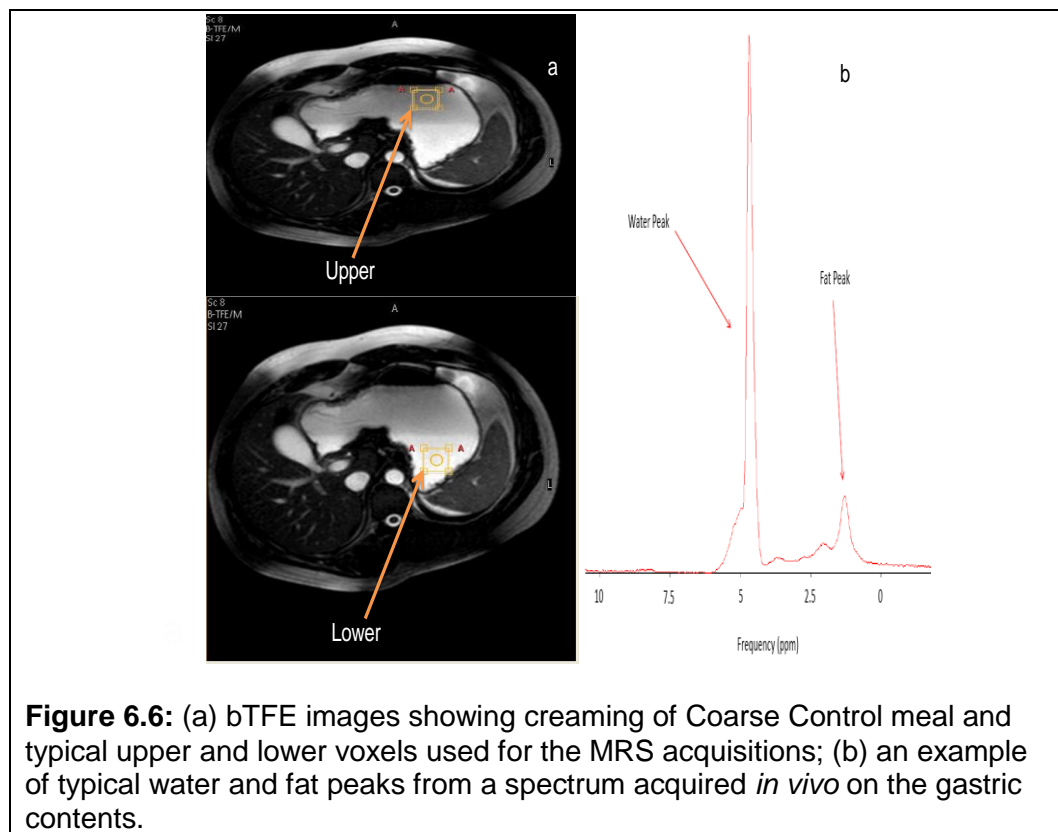 Sc 8
B-TFE/M
SI 27
A
a
A
L
Upper
Sc 8
B-TFE/M
SI 27
A
A
A
L
Lower
b
Water Peak
Fat Peak
10
7.5
5
2.5
0
Frequency (ppm)
Figure 6.6: (a) bTFE images showing creaming of Coarse Control meal and
typical upper and lower voxels used for the MRS acquisitions; (b) an example
of typical water and fat peaks from a spectrum acquired in vivo on the gastric
contents.